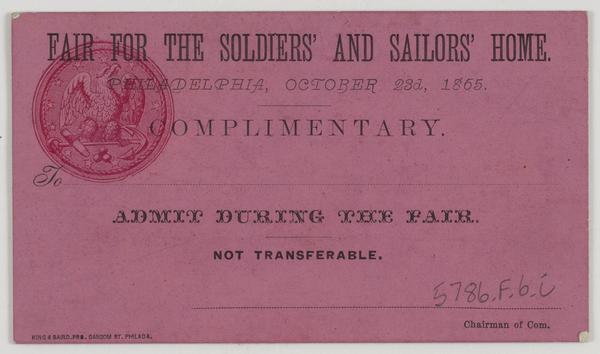 FAIR FOR THE SOLDIERS' AND SAILORS' HOME.
PHILADELPHIA, OCTOBER 23d, 1865.
COMPLIMENTARY.
To
ADMIT DURING THE FAIR.
NOT TRANSFERABLE.
5786.F.6.i
Chairman of Com.
KING & BAIRD, PRS. SANSOM ST. PHILADA.